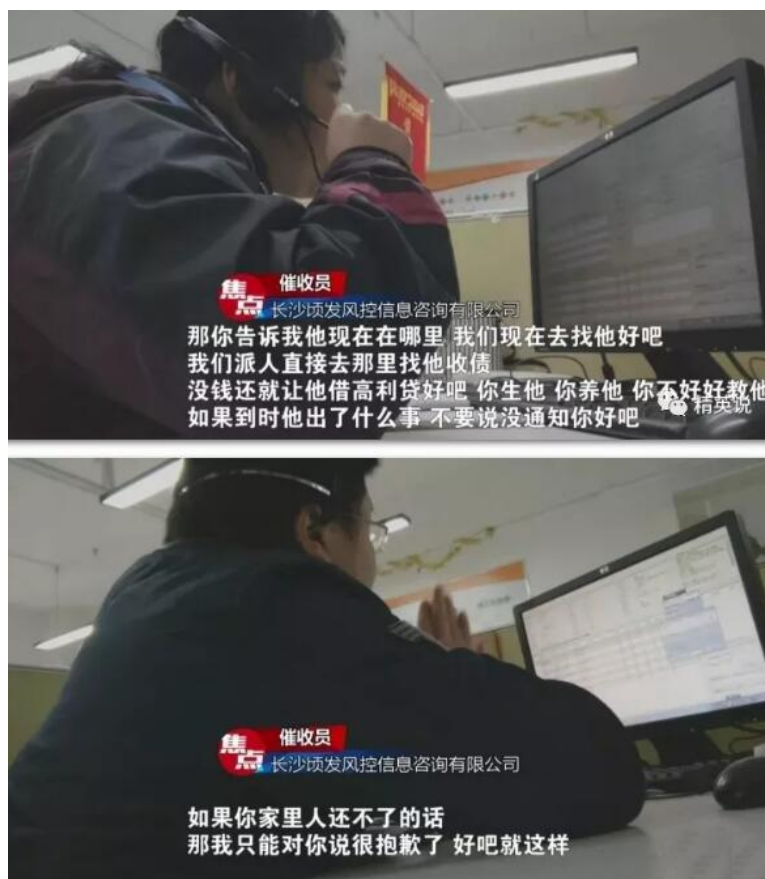 焦点
催收员
长沙顷发风控信息咨询有限公司
那你告诉我他现在在哪里 我们现在去找他好吧
我们派人直接去那里找他收债
没钱还就让他借高利贷好吧 你生他 你养他 你不好好教他
如果到时他出了什么事 不要说没通知你好吧
精英说
焦点
催收员
长沙顷发风控信息咨询有限公司
如果你家里人还不了的话
那我只能对你说很抱歉了 好吧就这样